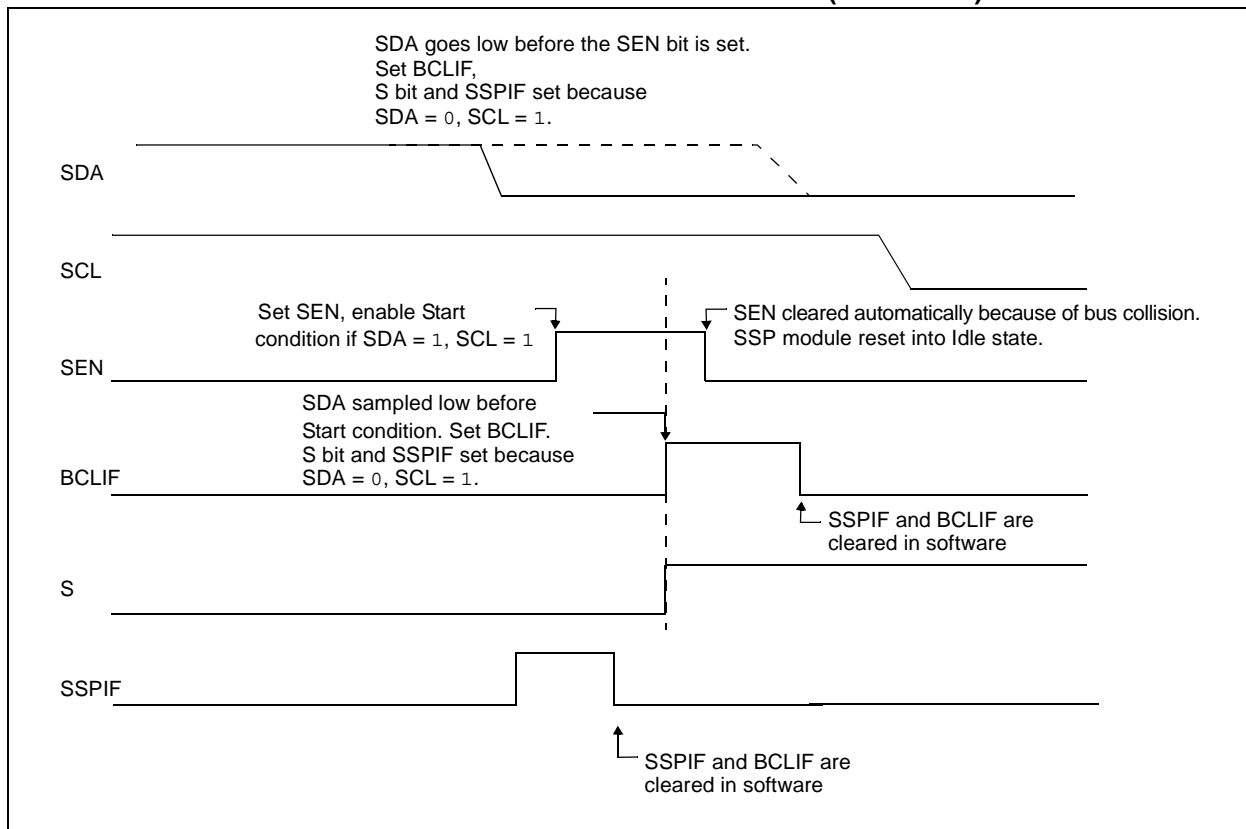 SDA goes low before the SEN bit is set.
Set BCLIF,
S bit and SSPIF set because
SDA = 0, SCL = 1.
SDA
SCL
Set SEN, enable Start
condition if SDA = 1, SCL = 1
SEN cleared automatically because of bus collision.
SSP module reset into Idle state.
SEN
SDA sampled low before
Start condition. Set BCLIF.
S bit and SSPIF set because
SDA = 0, SCL = 1.
BCLIF
SSPIF and BCLIF are
cleared in software
S
SSPIF
SSPIF and BCLIF are
cleared in software